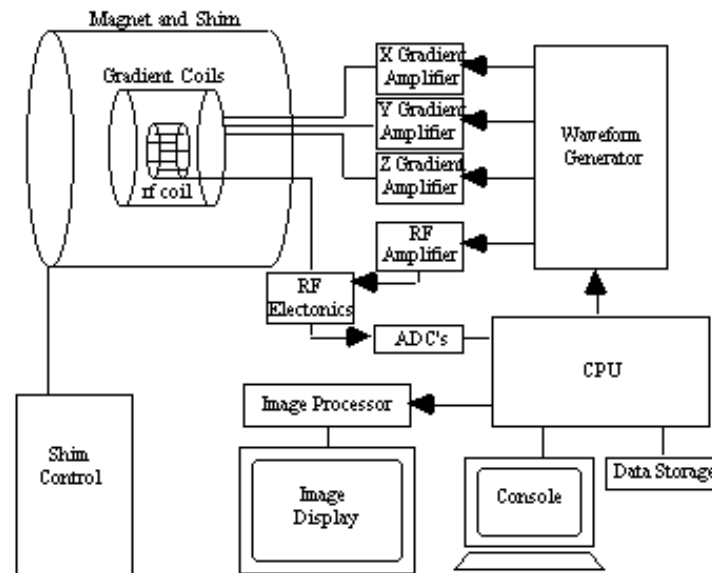 Magnet and Shim
Gradient Coils
rf coil
X Gradient
Amplifier
Y Gradient
Amplifier
Z Gradient
Amplifier
Waveform
Generator
RF
Amplifier
RF
Electonics
ADC's
CPU
Image Processor
Shim
Control
Image
Display
Console
Data Storage